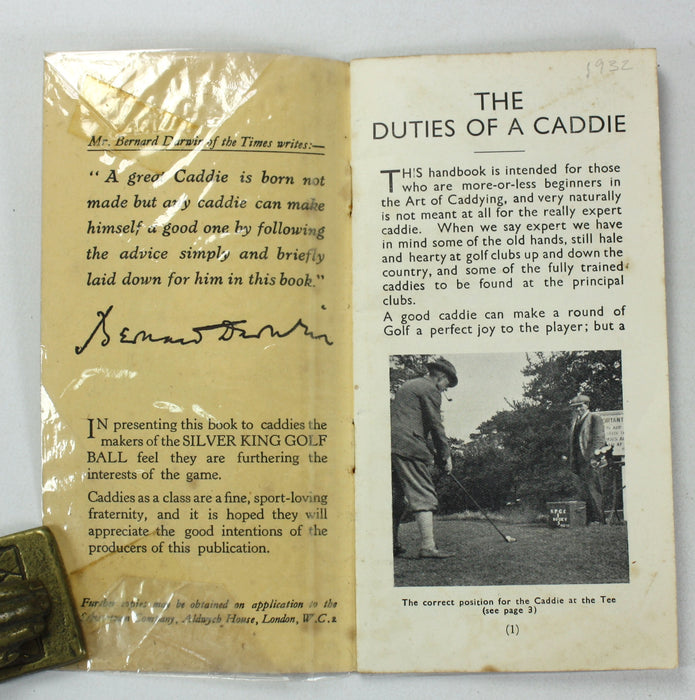 Mr. Bernard Darwin of the Times writes:—
“ A great Caddie is born not
made but any caddie can make
himself a good one by following
the advice simply and briefly
laid down for him in this book.”
Bernard Darwin
IN presenting this book to caddies the
makers of the SILVER KING GOLF
BALL feel they are furthering the
interests of the game.
Caddies as a class are a fine, sport-loving
fraternity, and it is hoped they will
appreciate the good intentions of the
producers of this publication.
Further copies may be obtained on application to the
Company, Aldwych House, London, W.C.2
1932
THE
DUTIES OF A CADDIE
THIS handbook is intended for those
who are more-or-less beginners in
the Art of Caddying, and very naturally
is not meant at all for the really expert
caddie. When we say expert we have
in mind some of the old hands, still hale
and hearty at golf clubs up and down the
country, and some of the fully trained
caddies to be found at the principal
clubs.
A good caddie can make a round of
Golf a perfect joy to the player; but a
The correct position for the Caddie at the Tee
(see page 3)
(1)